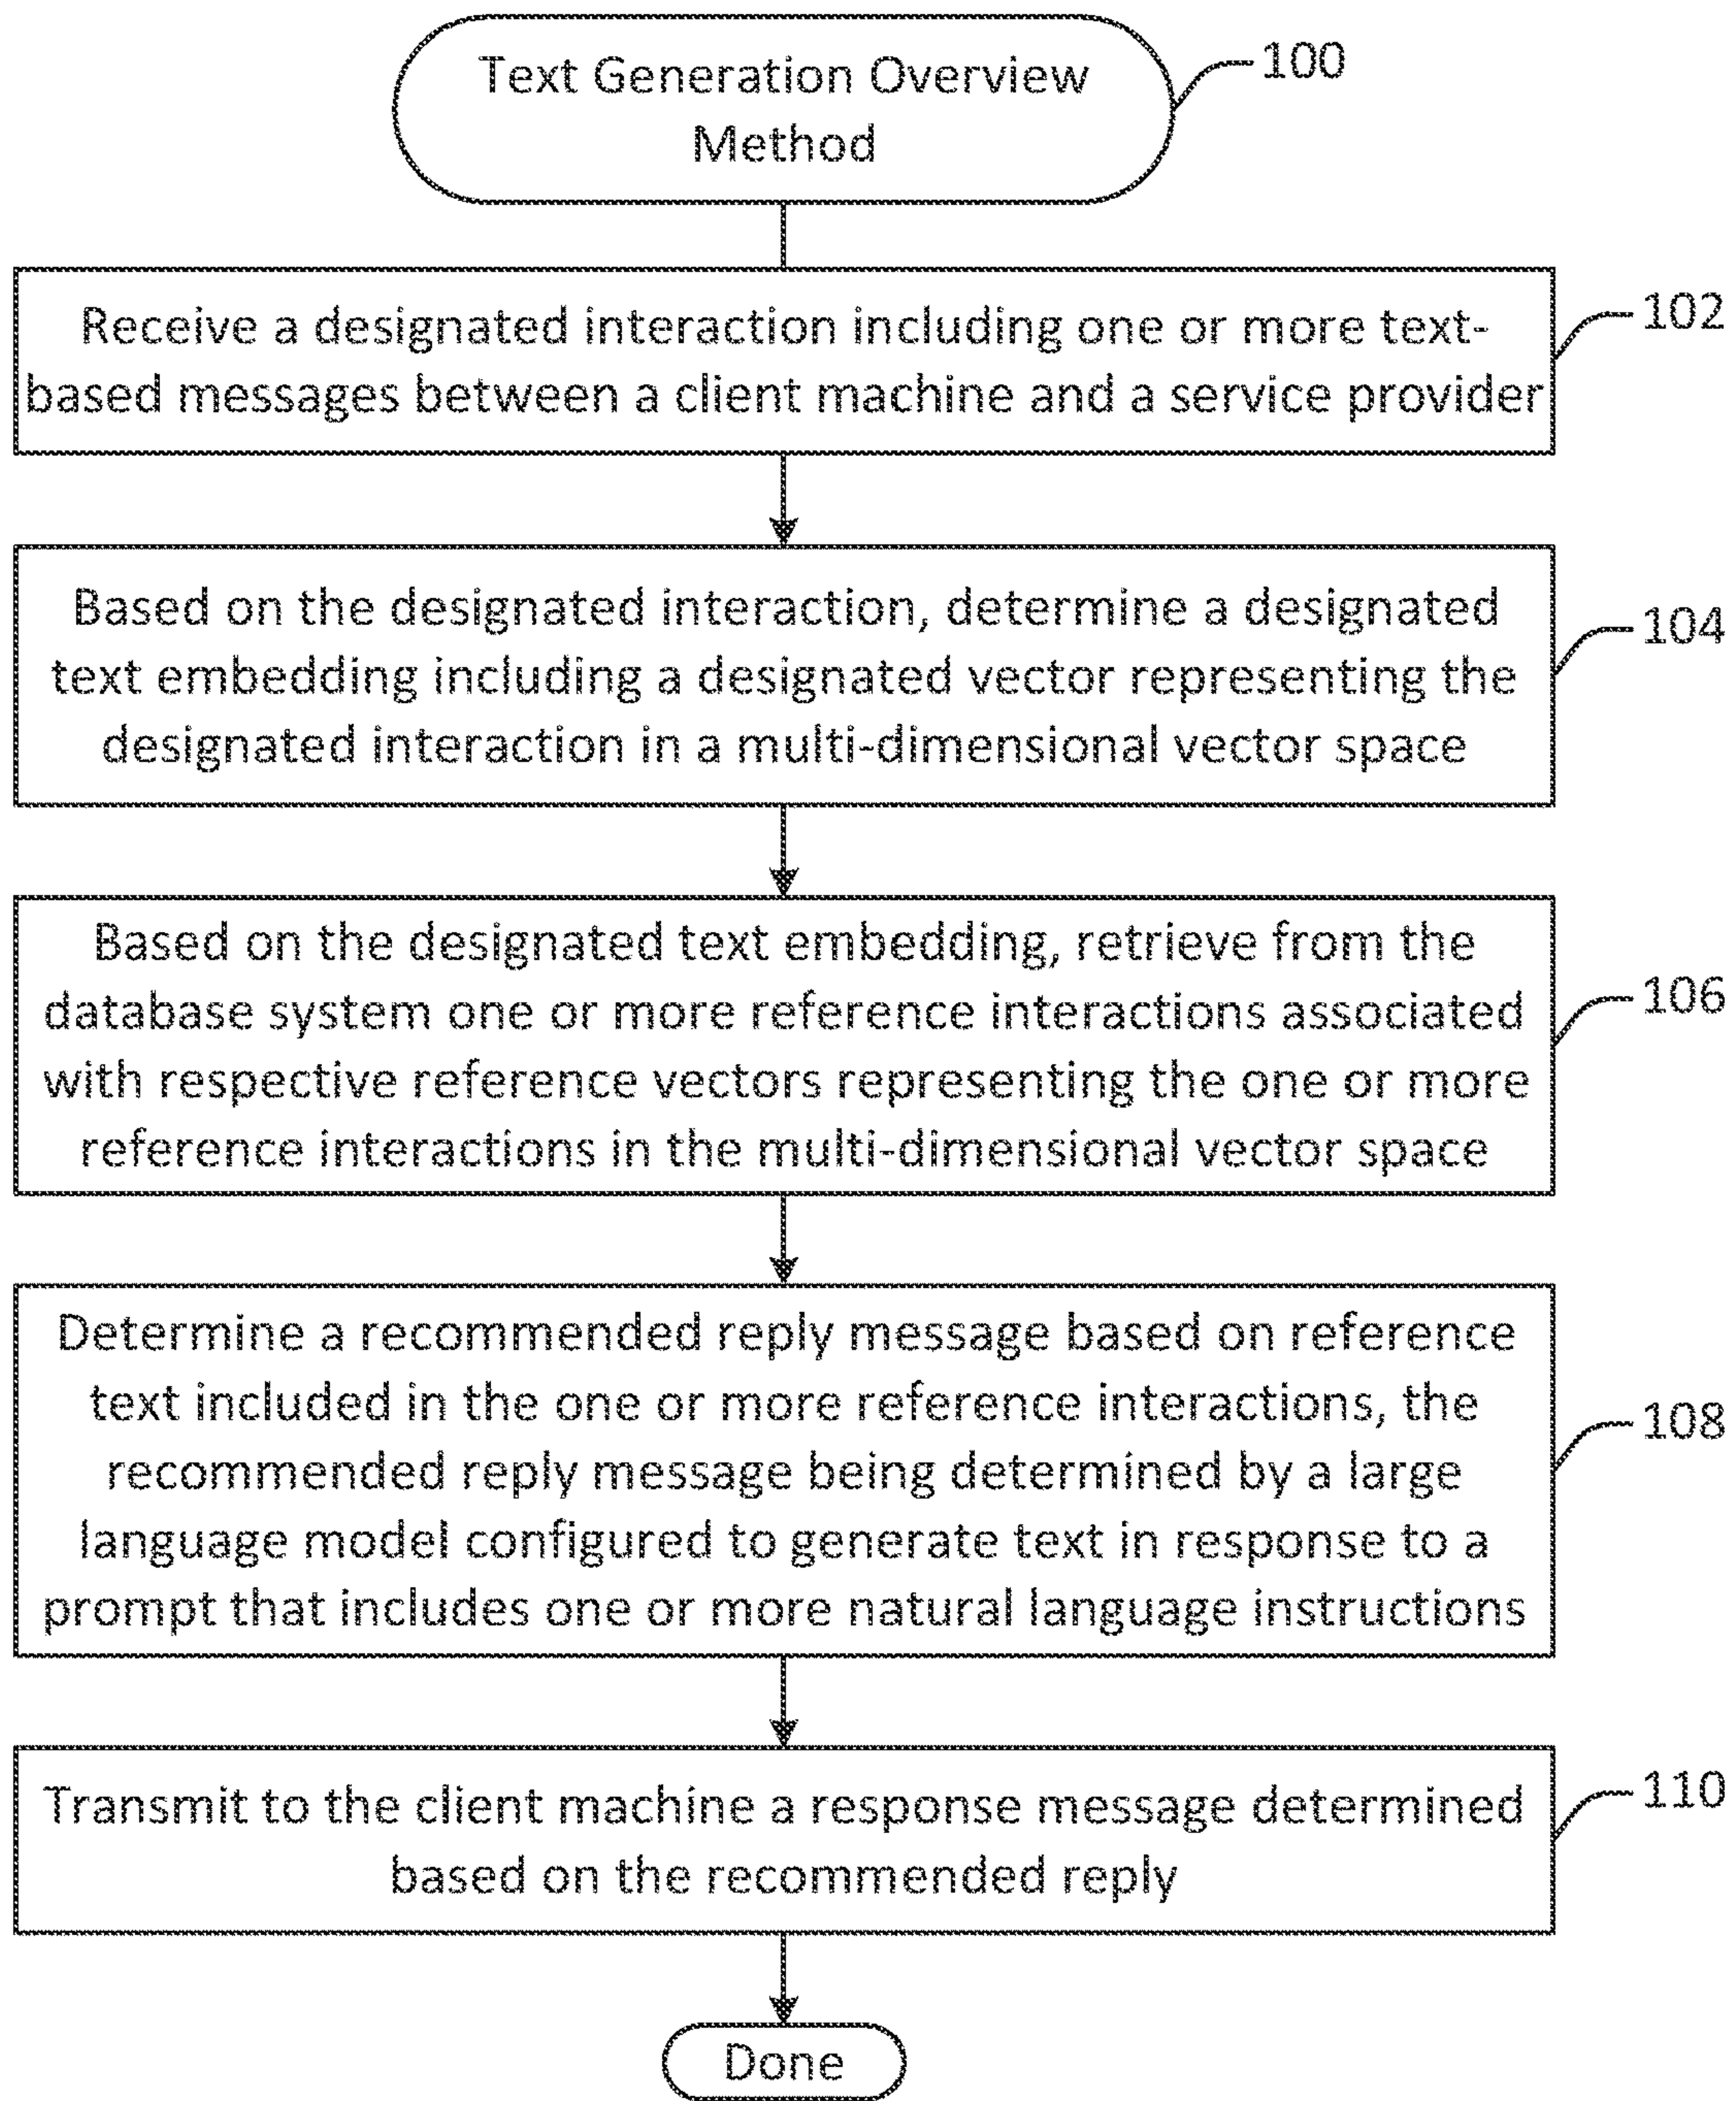 Text Generation Overview
Method
100
Receive a designated interaction including one or more text-
based messages between a client machine and a service provider
102
Based on the designated interaction, determine a designated
text embedding including a designated vector representing the
designated interaction in a multi-dimensional vector space
104
Based on the designated text embedding, retrieve from the
database system one or more reference interactions associated
with respective reference vectors representing the one or more
reference interactions in the multi-dimensional vector space
106
Determine a recommended reply message based on reference
text included in the one or more reference interactions, the
recommended reply message being determined by a large
language model configured to generate text in response to a
prompt that includes one or more natural language instructions
108
Transmit to the client machine a response message determined
based on the recommended reply
110
Done